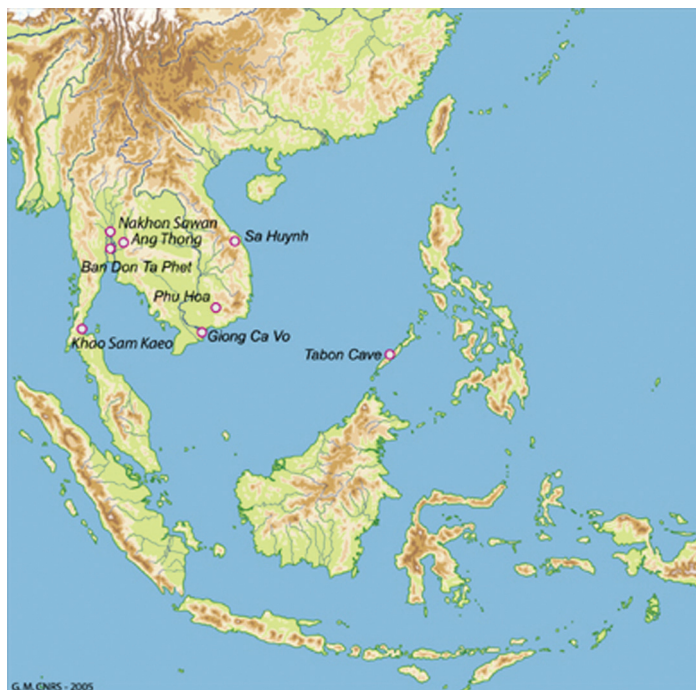 Nakhon Sawan
Ang Thong
Sa Huynh
Ban Don Ta Phet
Phu Hoa
Giong Ca Vo
Khao Sam Kaeo
Tabon Cave
G. M. CNRS - 2005